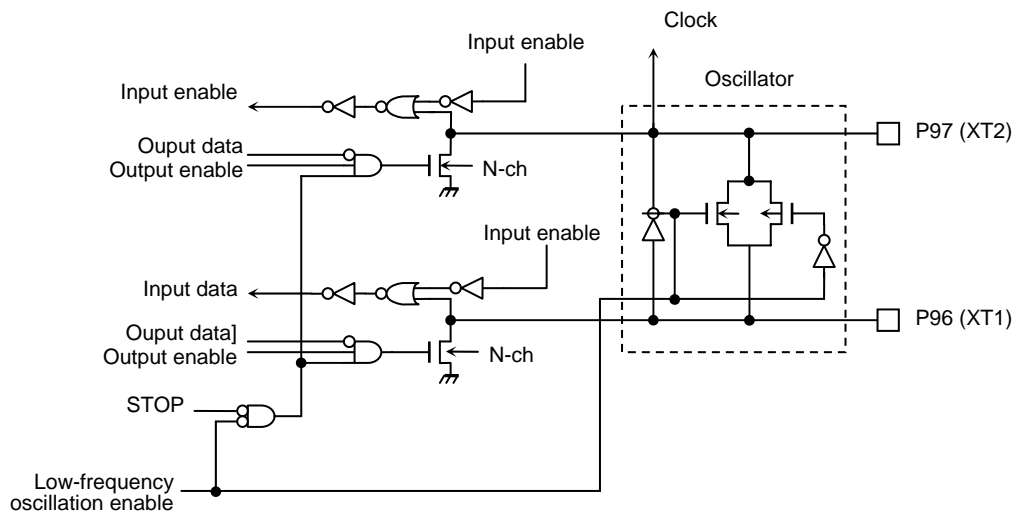 Clock
Input enable
Oscillator
Input enable
P97 (XT2)
Ouput data
Output enable
N-ch
Input enable
Input data
P96 (XT1)
Ouput data]
Output enable
N-ch
STOP
Low-frequency
oscillation enable